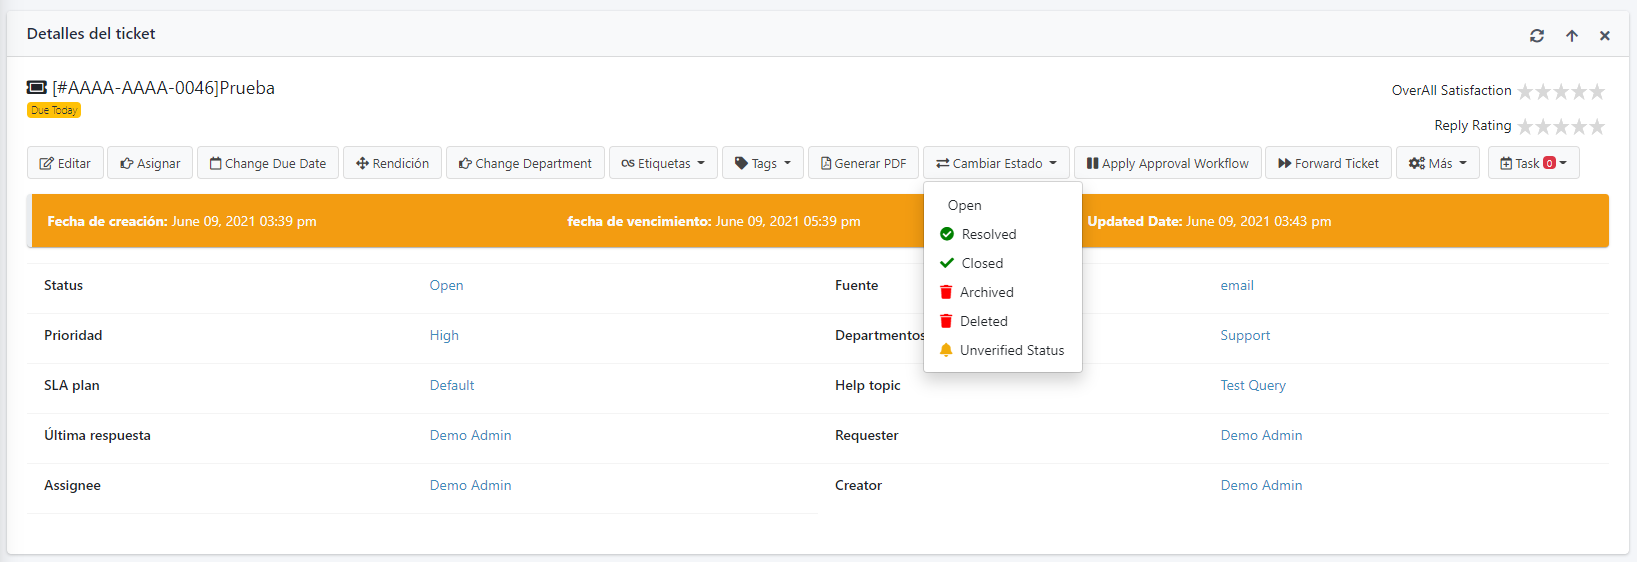 Detalles del ticket
[#AAAA-AAAA-0046]Prueba
Due Today
OverAll Satisfaction
Reply Rating
Editar Asignar Change Due Date Rendición Change Department Etiquetas Tags Generar PDF Cambiar Estado Apply Approval Workflow Forward Ticket Más Task 0
Open
Resolved
Closed
Archived
Deleted
Unverified Status
Fecha de creación: June 09, 2021 03:39 pm fecha de vencimiento: June 09, 2021 05:39 pm Updated Date: June 09, 2021 03:43 pm
Status Open Fuente email
Prioridad High Departmentos Support
SLA plan Default Help topic Test Query
Última respuesta Demo Admin Requester Demo Admin
Assignee Demo Admin Creator Demo Admin